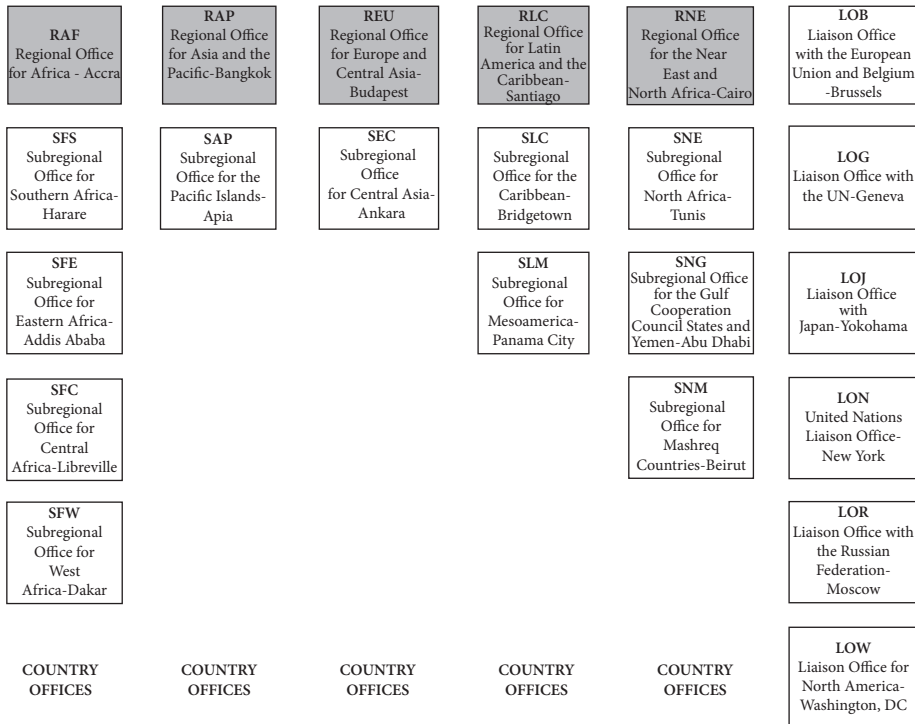 RAF
Regional Office
for Africa - Accra
RAP
Regional Office
for Asia and the
Pacific-Bangkok
REU
Regional Office
for Europe and
Central Asia-
Budapest
RLC
Regional Office
for Latin
America and the
Caribbean-
Santiago
RNE
Regional Office
for the Near
East and
North Africa-Cairo
LOB
Liaison Office
with the European
Union and Belgium
-Brussels
SFS
Subregional
Office for
Southern Africa-
Harare
SAP
Subregional
Office for the
Pacific Islands-
Apia
SEC
Subregional
Office
for Central Asia-
Ankara
SLC
Subregional
Office for the
Caribbean-
Bridgetown
SNE
Subregional
Office for
North Africa-
Tunis
LOG
Liaison Office with
the UN-Geneva
SFE
Subregional
Office for
Eastern Africa-
Addis Ababa
SLM
Subregional
Office for
Mesoamerica-
Panama City
SNG
Subregional Office
for the Gulf
Cooperation
Council States and
Yemen-Abu Dhabi
LOJ
Liaison Office
with
Japan-Yokohama
SFC
Subregional
Office for
Central
Africa-Libreville
SNM
Subregional
Office for
Mashreq
Countries-Beirut
LON
United Nations
Liaison Office-
New York
SFW
Subregional
Office for
West
Africa-Dakar
LOR
Liaison Office with
the Russian
Federation-
Moscow
COUNTRY
OFFICES
COUNTRY
OFFICES
COUNTRY
OFFICES
COUNTRY
OFFICES
COUNTRY
OFFICES
LOW
Liaison Office for
North America-
Washington, DC